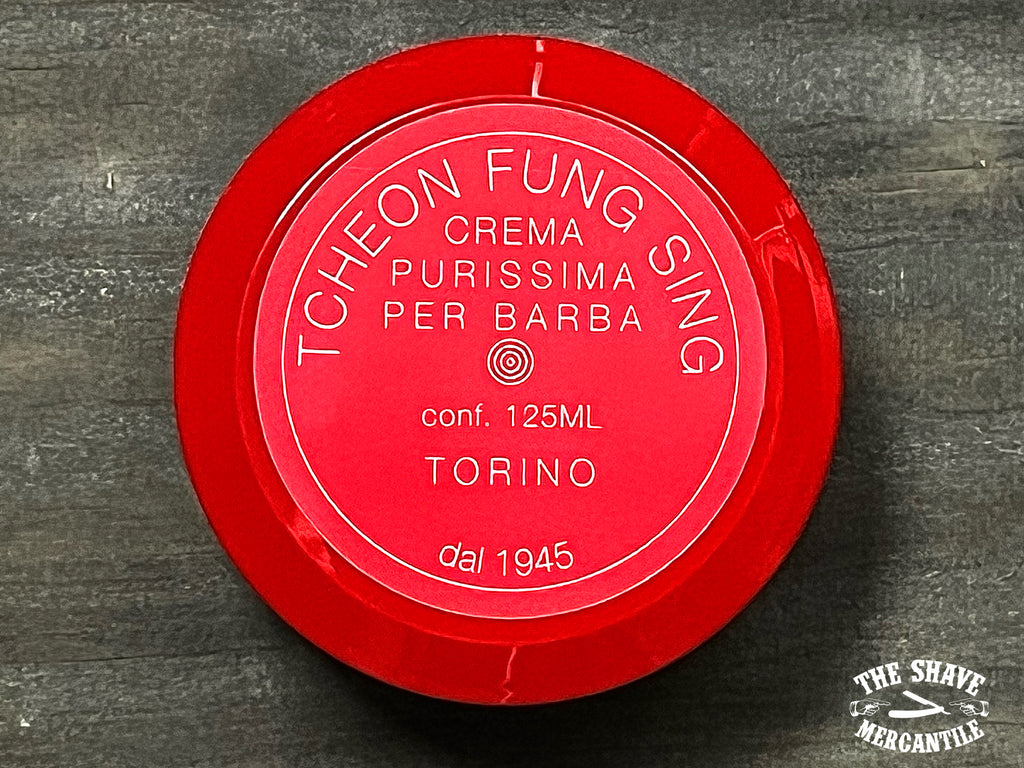 TCHEON FUNG SING
CREMA
PURISSIMA
PER BARBA
conf. 125ML
TORINO
dal 1945
THE SHAVE
MERCANTILE